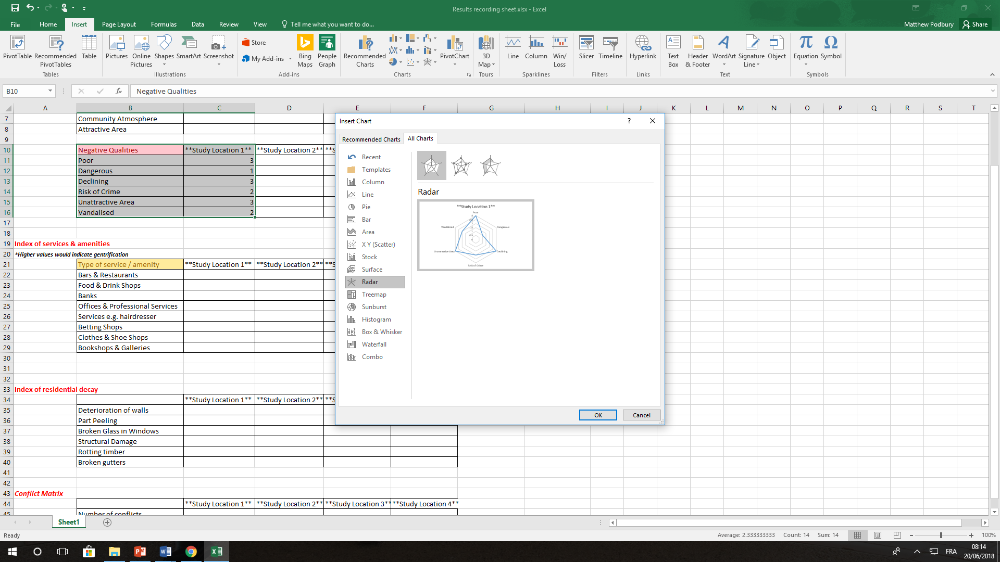 Results recording sheet.xlsx - Excel
File Home Insert Page Layout Formulas Data Review View Tell me what you want to do... Matthew Podbury Share
PivotTable Recommended PivotTables Table Pictures Online Pictures Shapes SmartArt Screenshot Store My Add-ins Bing Maps People Graph Recommended Charts PivotChart 3D Map Line Column Win/Loss Slicer Timeline Hyperlink Text Box Header & Footer WordArt Signature Line Object Equation Symbol
Tables Illustrations Add-ins Charts Tours Sparklines Filters Links Text Symbols
B10 fx Negative Qualities
A B C D E F G H I J K L M N O P Q R S T
7 Community Atmosphere
8 Attractive Area
9
10 Negative Qualities **Study Location 1** **Study Location 2** **S
11 Poor 3
12 Dangerous 1
13 Declining 3
14 Risk of Crime 2
15 Unattractive Area 3
16 Vandalised 2
17
18
19 Index of services & amenities
20 *Higher values would indicate gentrification
21 Type of service / amenity **Study Location 1** **Study Location 2** **S
22 Bars & Restaurants
23 Food & Drink Shops
24 Banks
25 Offices & Professional Services
26 Services e.g. hairdresser
27 Betting Shops
28 Clothes & Shoe Shops
29 Bookshops & Galleries
30
31
32
33 Index of residential decay
34 **Study Location 1** **Study Location 2** **S
35 Deterioration of walls
36 Part Peeling
37 Broken Glass in Windows
38 Structural Damage
39 Rotting timber
40 Broken gutters
41
42
43 Conflict Matrix
44 **Study Location 1** **Study Location 2** **Study Location 3** **Study Location 4**
45 Number of conflicts
Insert Chart ?
Recommended Charts All Charts
Recent
Templates
Column
Line
Pie
Bar
Area
X Y (Scatter)
Stock
Surface
Radar
Treemap
Sunburst
Histogram
Box & Whisker
Waterfall
Combo
Radar
**Study Location 1**
Poor
Vandalised
Dangerous
Unattractive Area
Declining
Risk of Crime
OK Cancel
Sheet1
Ready Average: 2.333333333 Count: 14 Sum: 14 100%
FRA 08:14
20/06/2018